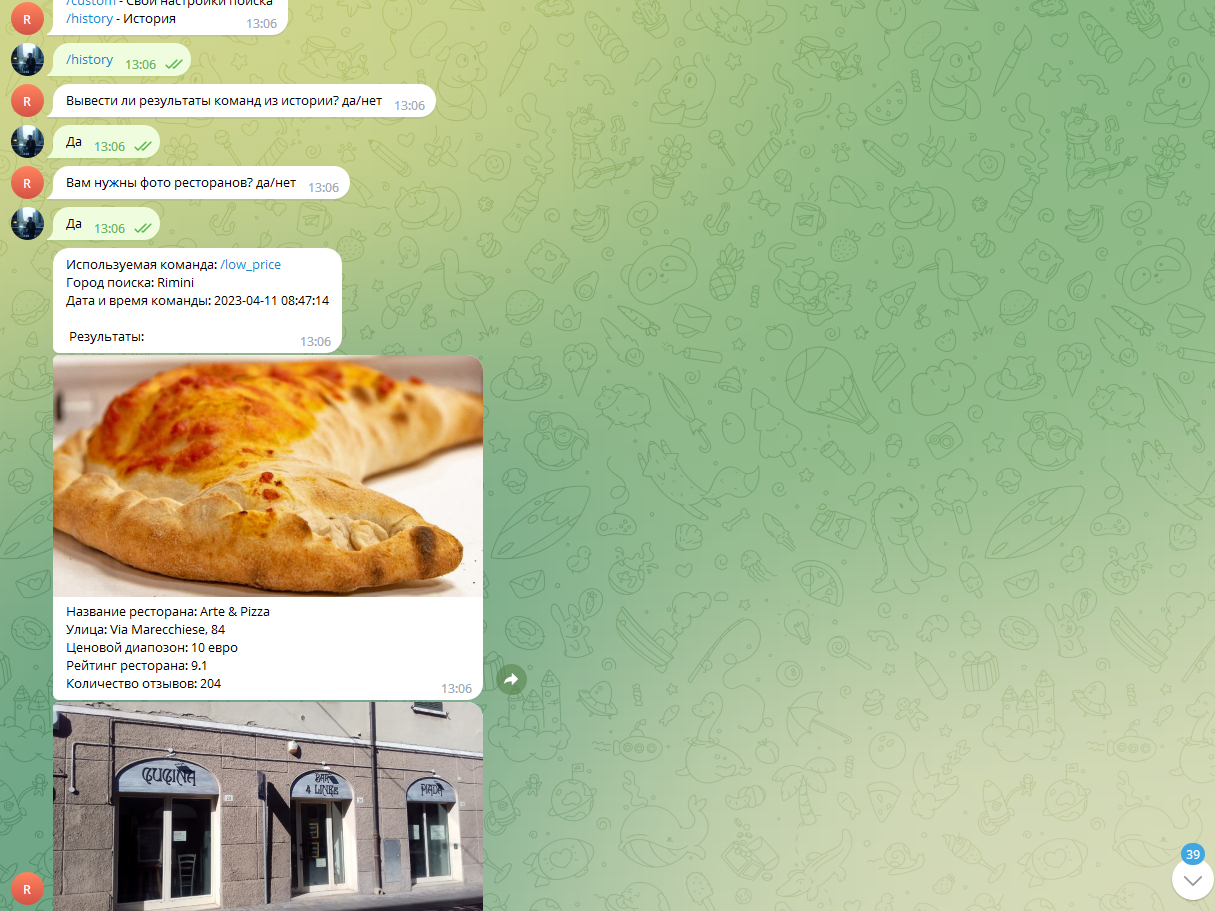 R
/custom - Свои настройки поиска
/history - История
13:06
/history 13:06
R
Вывести ли результаты команд из истории? да/нет 13:06
Да 13:06
R
Вам нужны фото ресторанов? да/нет 13:06
Да 13:06
Используемая команда: /low_price
Город поиска: Rimini
Дата и время команды: 2023-04-11 08:47:14
Результаты:
13:06
Название ресторана: Arte & Pizza
Улица: Via Marecchiese, 84
Ценовой диапозон: 10 евро
Рейтинг ресторана: 9.1
Количество отзывов: 204
13:06
CUCINA
BAR
4 LINEE
PIADA
R
39